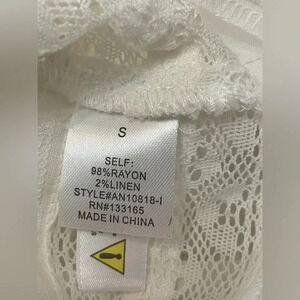 S
SELF:
98%RAYON
2%LINEN
STYLE#AN10818-I
RN#133165
MADE IN CHINA